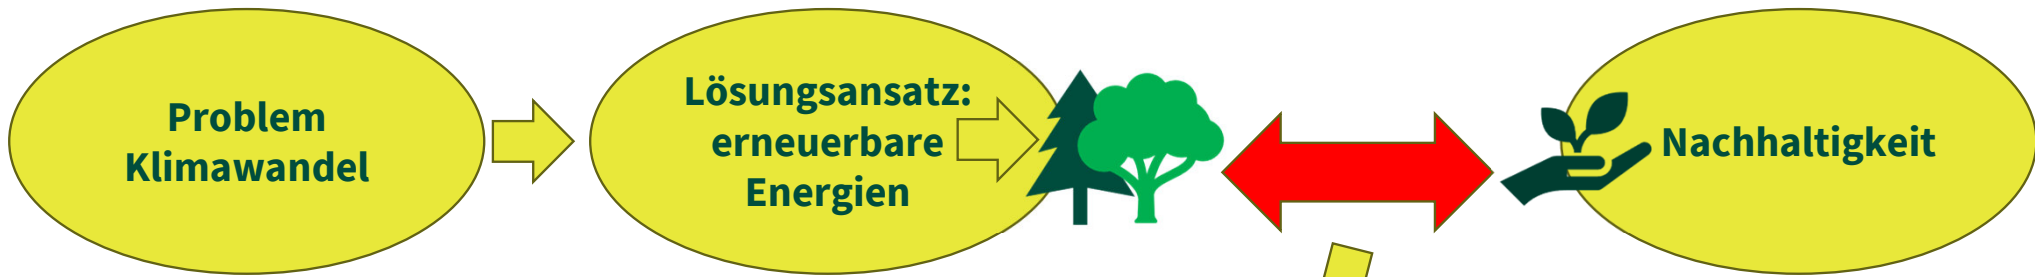 Problem
Klimawandel
Lösungsansatz:
erneuerbare
Energien
Nachhaltigkeit